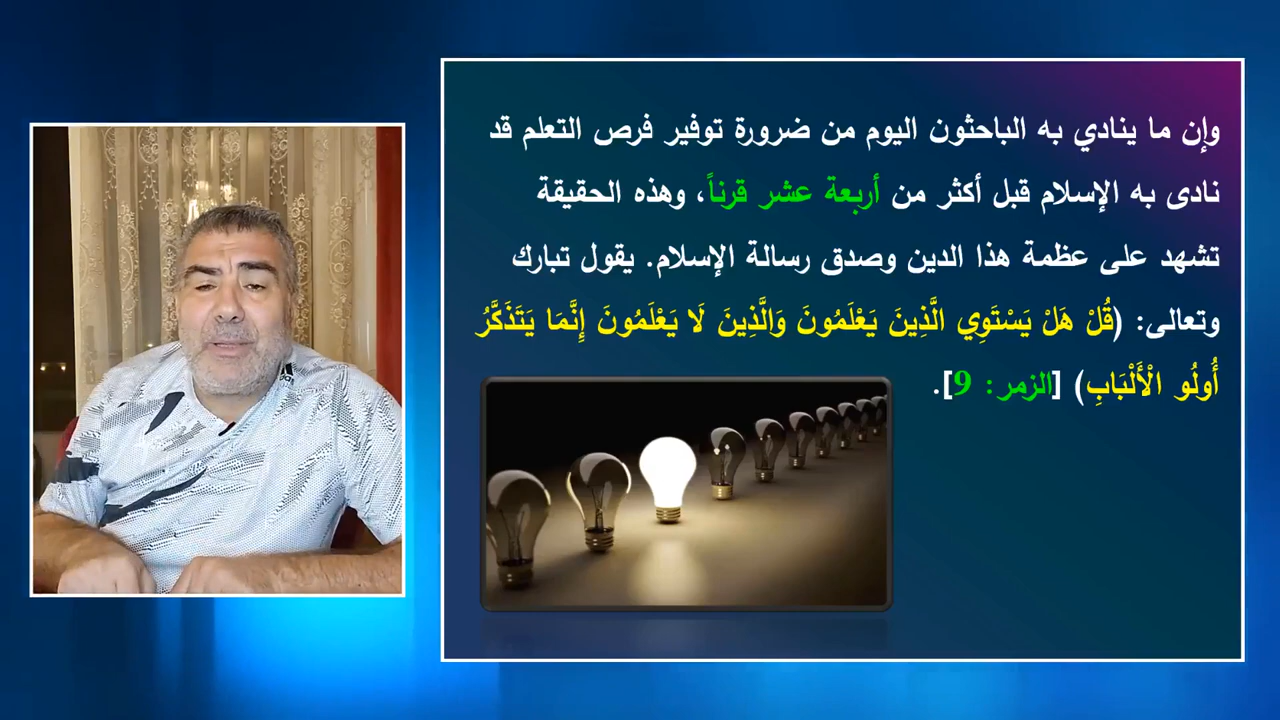 وإن ما ينادي به الباحثون اليوم من ضرورة توفير فرص التعلم قد
نادى به الإسلام قبل أكثر من أربعة عشر قرناً، وهذه الحقيقة
تشهد على عظمة هذا الدين وصدق رسالة الإسلام. يقول تبارك
وتعالى: (قُلْ هَلْ يَسْتَوِي الَّذِينَ يَعْلَمُونَ وَالَّذِينَ لَا يَعْلَمُونَ إِنَّمَا يَتَذَكَّرُ
أُولُو الْأَلْبَابِ) [الزمر: 9].